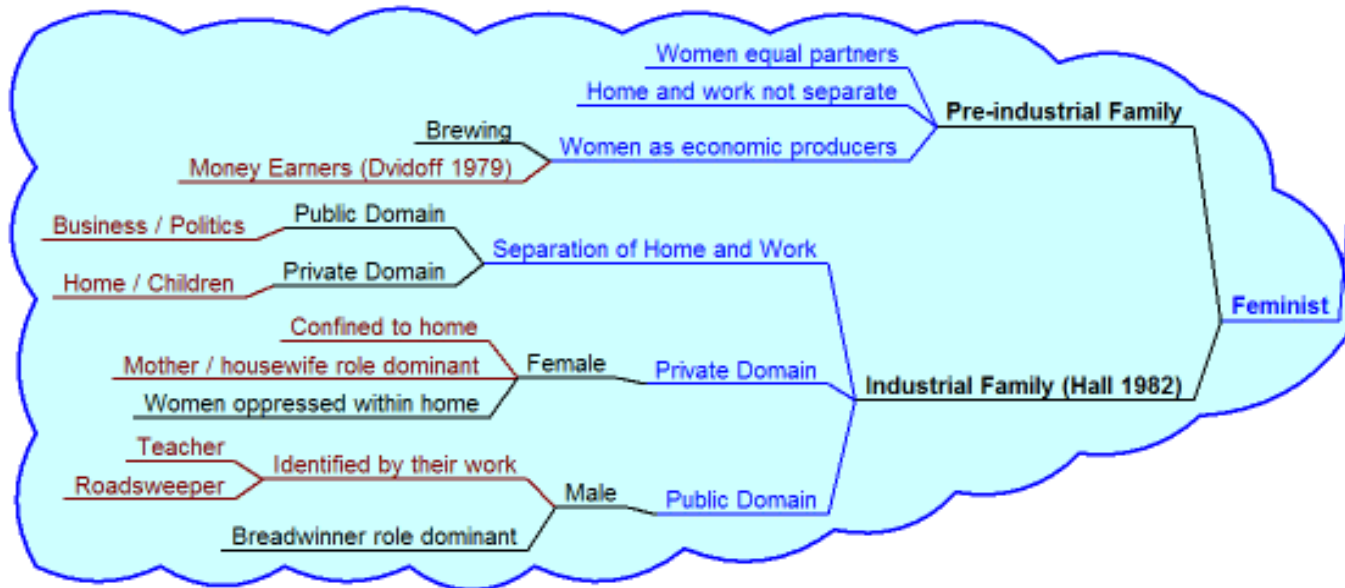 Women equal partners
Home and work not separate
Pre-industrial Family
Brewing
Women as economic producers
Money Earners (Dvidoff 1979)
Public Domain
Business / Politics
Separation of Home and Work
Private Domain
Home / Children
Feminist
Confined to home
Mother / housewife role dominant
Female
Private Domain
Industrial Family (Hall 1982)
Women oppressed within home
Teacher
Identified by their work
Roadsweeper
Male
Public Domain
Breadwinner role dominant